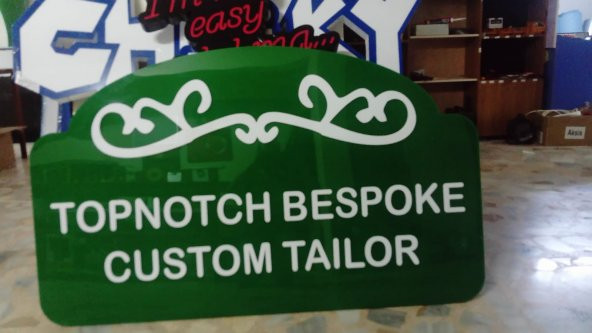 I'm
easy
TOPNOTCH BESPOKE
CUSTOM TAILOR